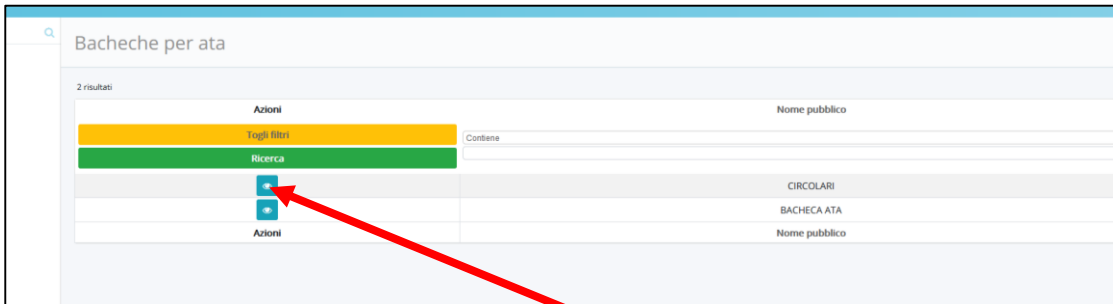 Bacheche per ata
2 risultati
Azioni Nome pubblico
Togli filtri Contiene
Ricerca
CIRCOLARI
BACHECA ATA
Azioni Nome pubblico